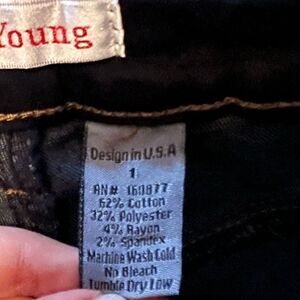 Young
Design in U.S.A
1
RN# 160877
62% Cotton
32% Polyester
4% Rayon
2% Spandex
Machine Wash Cold
No Bleach
Tumble Dry Low